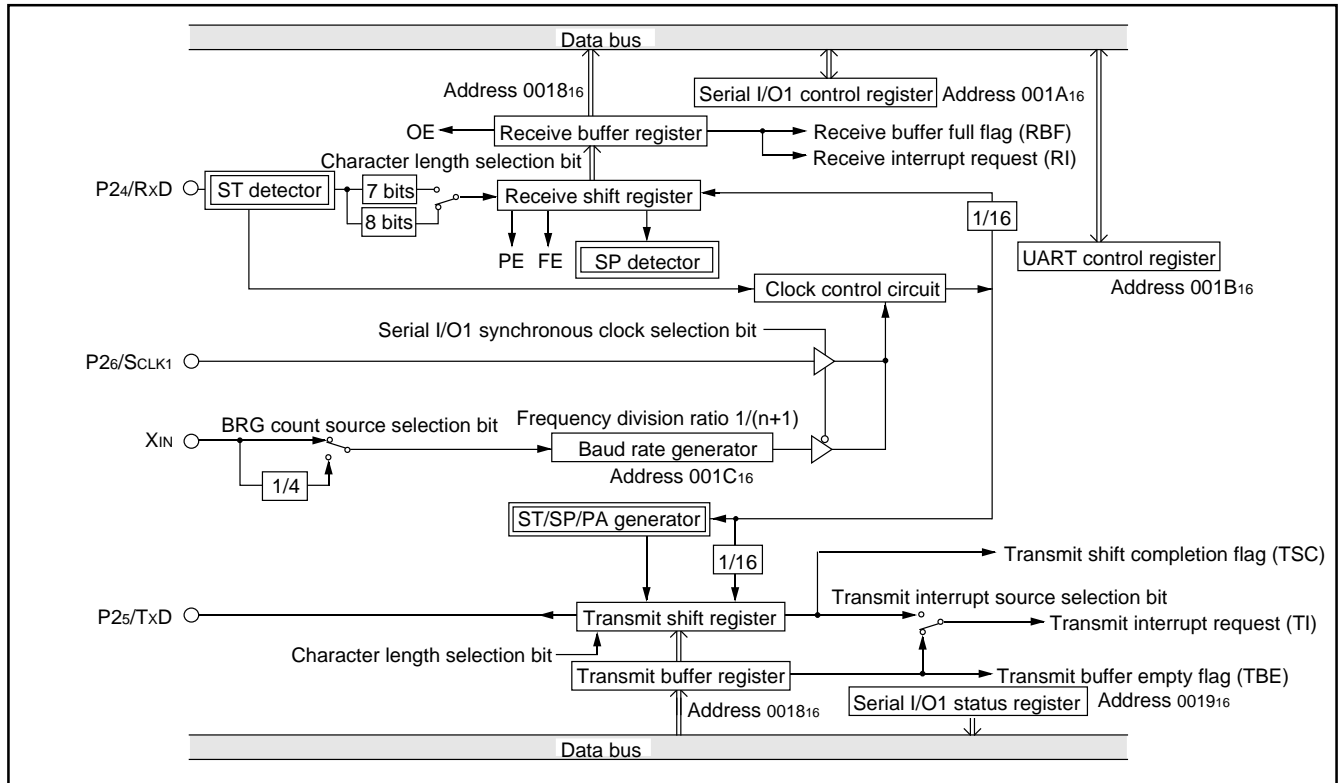 Data bus
Address 001816
Serial I/O1 control register Address 001A16
OE Receive buffer register Receive buffer full flag (RBF)
Character length selection bit Receive interrupt request (RI)
P24/RXD ST detector 7 bits Receive shift register
8 bits 1/16
PE FE SP detector UART control register
Clock control circuit Address 001B16
Serial I/O1 synchronous clock selection bit
P26/SCLK1
BRG count source selection bit Frequency division ratio 1/(n+1)
XIN Baud rate generator
1/4 Address 001C16
ST/SP/PA generator
1/16 Transmit shift completion flag (TSC)
Transmit interrupt source selection bit
P25/TXD Transmit shift register Transmit interrupt request (TI)
Character length selection bit
Transmit buffer register Transmit buffer empty flag (TBE)
Address 001816 Serial I/O1 status register Address 001916
Data bus